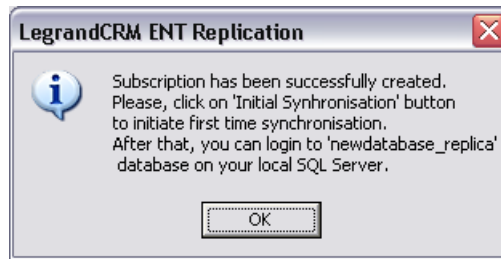 LegrandCRM ENT Replication
Subscription has been successfully created.
Please, click on 'Initial Synhronisation' button
to initiate first time synchronisation.
After that, you can login to 'newdatabase_replica'
database on your local SQL Server.
OK